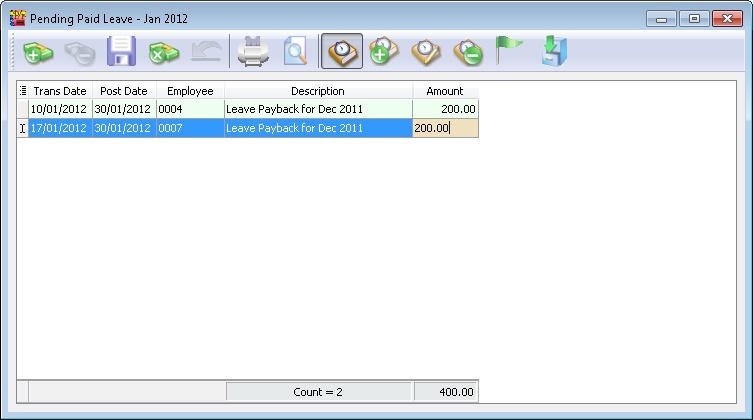 Pending Paid Leave - Jan 2012
Trans Date Post Date Employee Description Amount
10/01/2012 30/01/2012 0004 Leave Payback for Dec 2011 200.00
17/01/2012 30/01/2012 0007 Leave Payback for Dec 2011 200.00
Count = 2 400.00